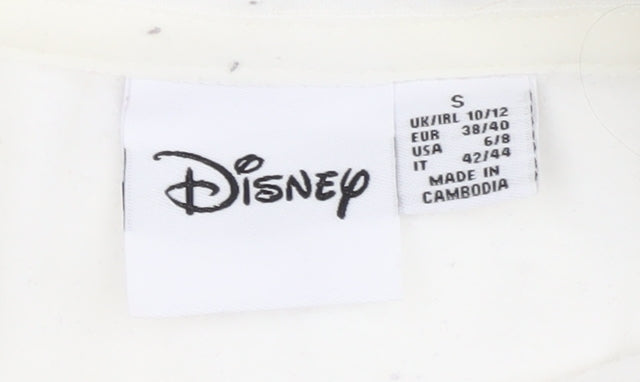 Disney
S
UK/IRL 10/12
EUR 38/40
USA 6/8
IT 42/44
MADE IN
CAMBODIA